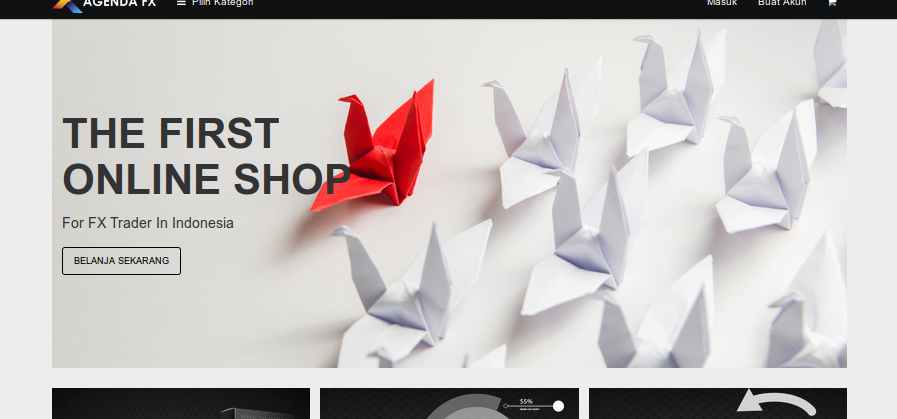 AGENDA FX
Pilih Kategori
Masuk
Buat Akun
THE FIRST
ONLINE SHOP
For FX Trader In Indonesia
BELANJA SEKARANG
55%